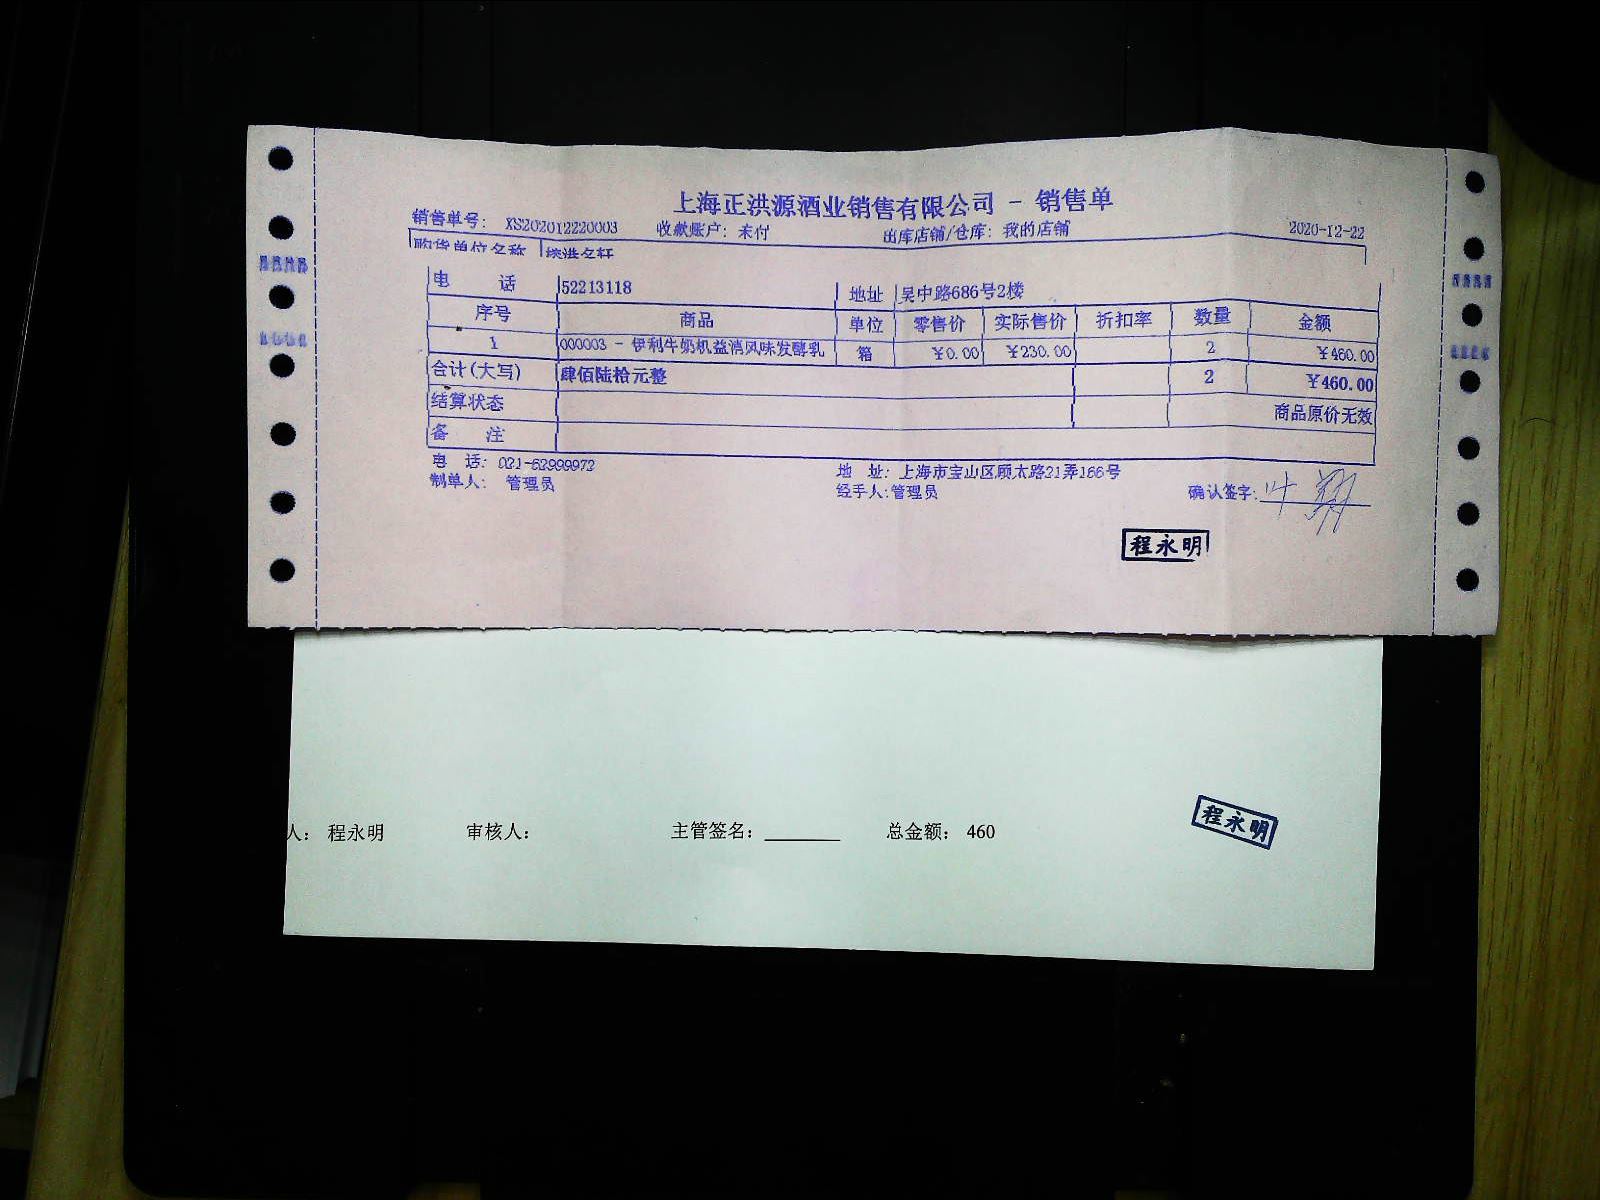 上海正洪源酒业销售有限公司 - 销售单
销售单号: XS202012220003 收款账户: 未付 出库店铺/仓库: 我的店铺 2020-12-22
购货单位名称
电 话 52213118 地址 吴中路686号2楼
序号 商品 单位 零售价 实际售价 折扣率 数量 金额
1 000003 - 伊利牛奶机益消风味发酵乳 箱 ¥0.00 ¥230.00 2 ¥460.00
合计(大写) 肆佰陆拾元整 2 ¥460.00
结算状态 商品原价无效
备 注
电 话: 021-62999972 地 址: 上海市宝山区顾太路21弄166号
制单人: 管理员 经手人:管理员 确认签字: 叶翔
程永明
人: 程永明 审核人: 主管签名: 总金额: 460
程永明